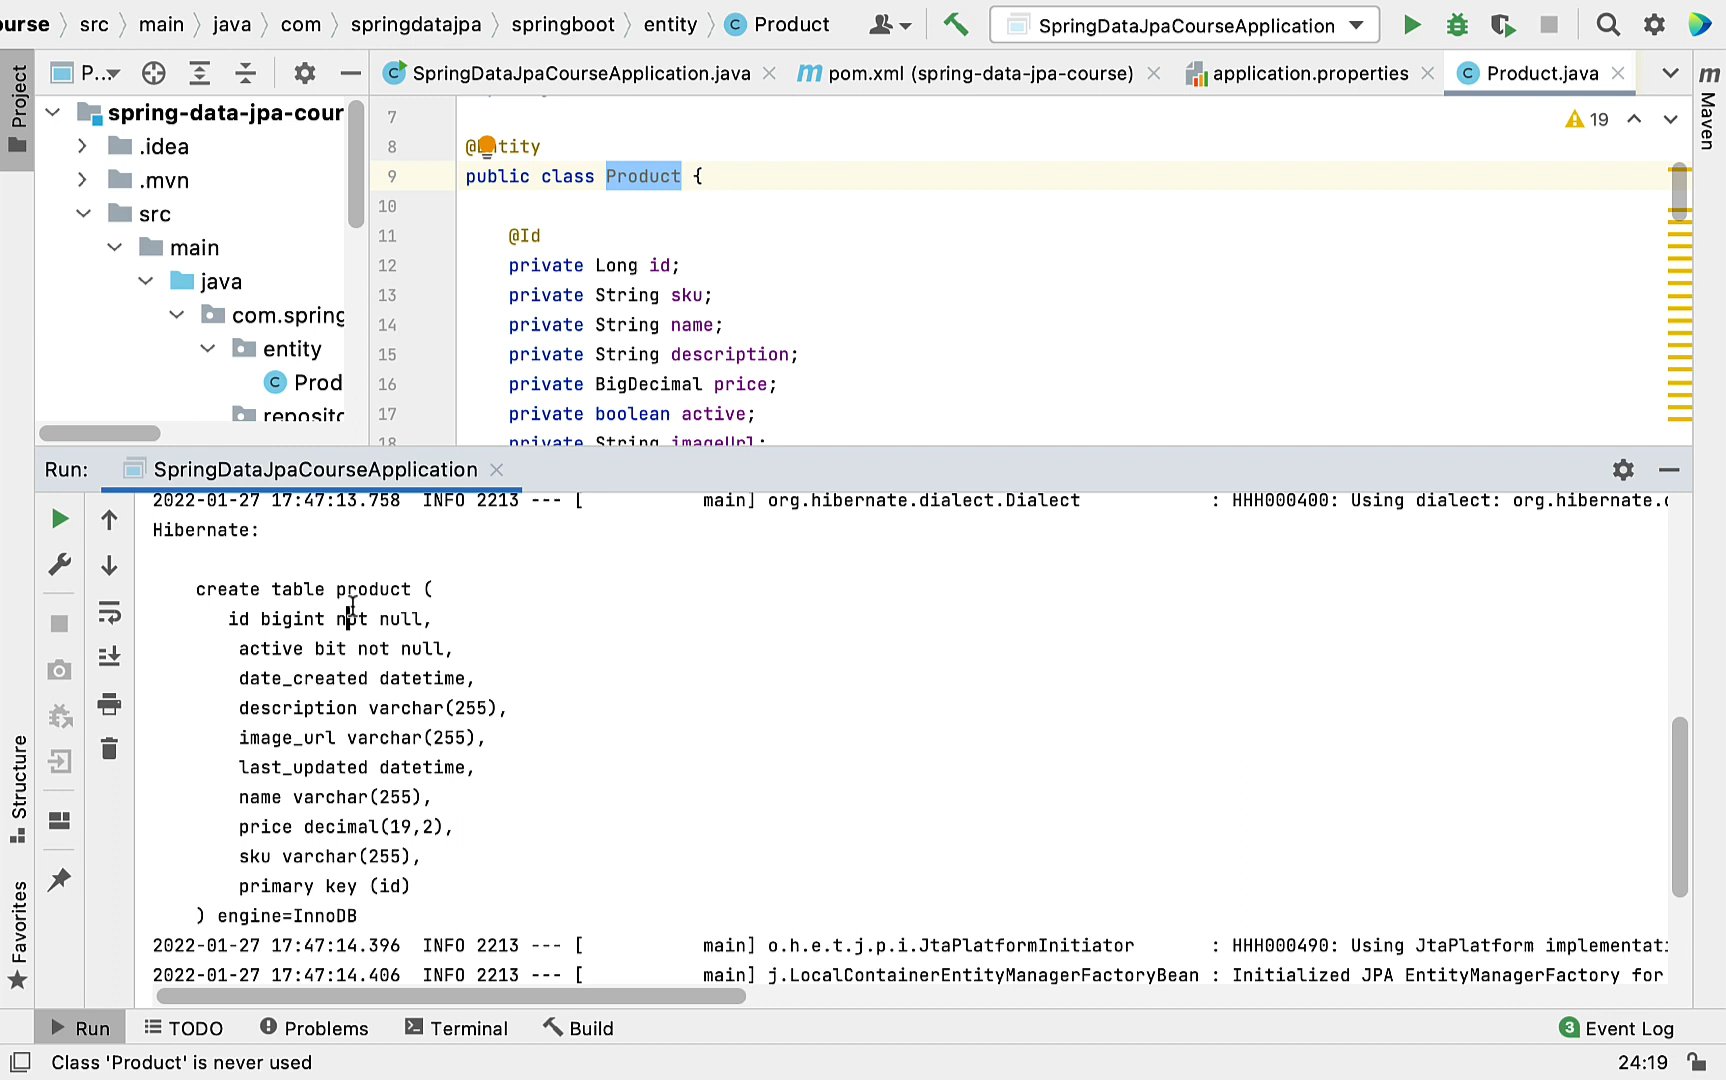 ourse src main java com springdatajpa springboot entity Product SpringDataJpaCourseApplication
Project P... SpringDataJpaCourseApplication.java pom.xml (spring-data-jpa-course) application.properties Product.java Maven
spring-data-jpa-cour
.idea
.mvn
src
main
java
com.spring
entity
Prod
reposito
7
19
8 @Entity
9 public class Product {
10
11 @Id
12 private Long id;
13 private String sku;
14 private String name;
15 private String description;
16 private BigDecimal price;
17 private boolean active;
18 private String imageUrl;
Run: SpringDataJpaCourseApplication
2022-01-27 17:47:13.758 INFO 2213 --- [ main] org.hibernate.dialect.Dialect : HHH000400: Using dialect: org.hibernate.
Hibernate:
create table product (
id bigint not null,
active bit not null,
date_created datetime,
description varchar(255),
image_url varchar(255),
last_updated datetime,
name varchar(255),
price decimal(19,2),
sku varchar(255),
primary key (id)
) engine=InnoDB
2022-01-27 17:47:14.396 INFO 2213 --- [ main] o.h.e.t.j.p.i.JtaPlatformInitiator : HHH000490: Using JtaPlatform implementati
2022-01-27 17:47:14.406 INFO 2213 --- [ main] j.LocalContainerEntityManagerFactoryBean : Initialized JPA EntityManagerFactory for
Structure
Favorites
Run TODO Problems Terminal Build 3 Event Log
Class 'Product' is never used 24:19